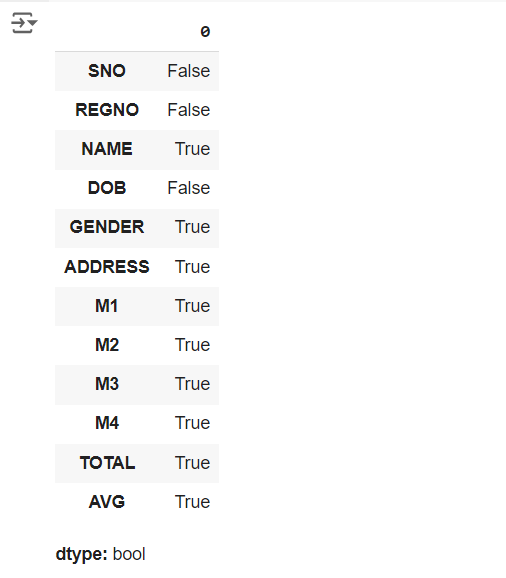 0
SNO False
REGNO False
NAME True
DOB False
GENDER True
ADDRESS True
M1 True
M2 True
M3 True
M4 True
TOTAL True
AVG True
dtype: bool